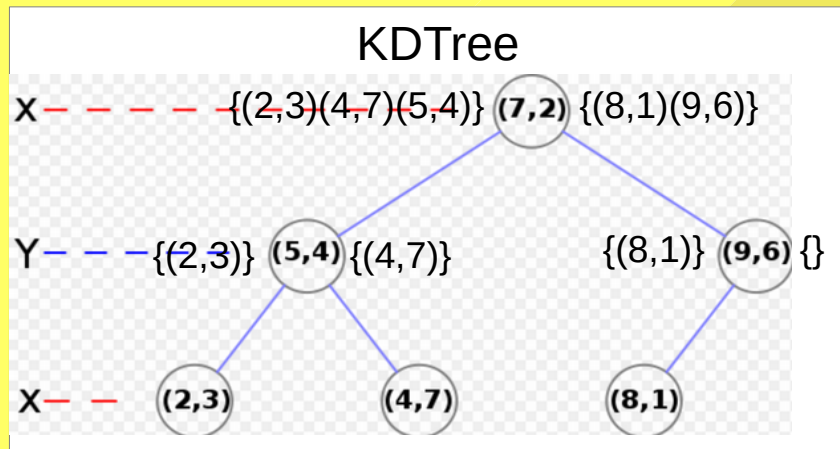 KDTree
x {(2,3)(4,7)(5,4)} (7,2) {(8,1)(9,6)}
Y {(2,3)} (5,4) {(4,7)} {(8,1)} (9,6) {}
x (2,3) (4,7) (8,1)